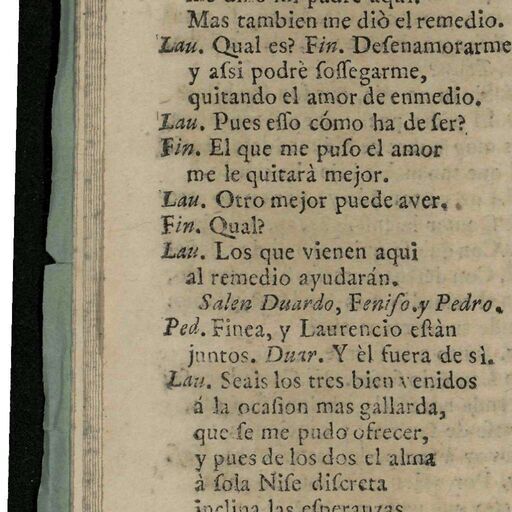 Mas tambien me diò el remedio.
Lau. Qual es? Fin. Deſenamorarme
y aſsi podrè ſoſſegarme,
quitando el amor de enmedio.
Lau. Pues eſſo cómo ha de ſer?
Fin. El que me puſo el amor
me le quitarà mejor.
Lau. Otro mejor puede aver.
Fin. Qual?
Lau. Los que vienen aqui
al remedio ayudarán.
Salen Duardo, Feniſo.y Pedro.
Ped. Finea, y Laurencio eſtàn
juntos. Duar. Y èl fuera de sì.
Lau. Seais los tres bien venidos
á la ocaſion mas gallarda,
que ſe me pudo ofrecer,
y pues de los dos el alma
à ſola Niſe diſcreta
inclina las eſperanzas